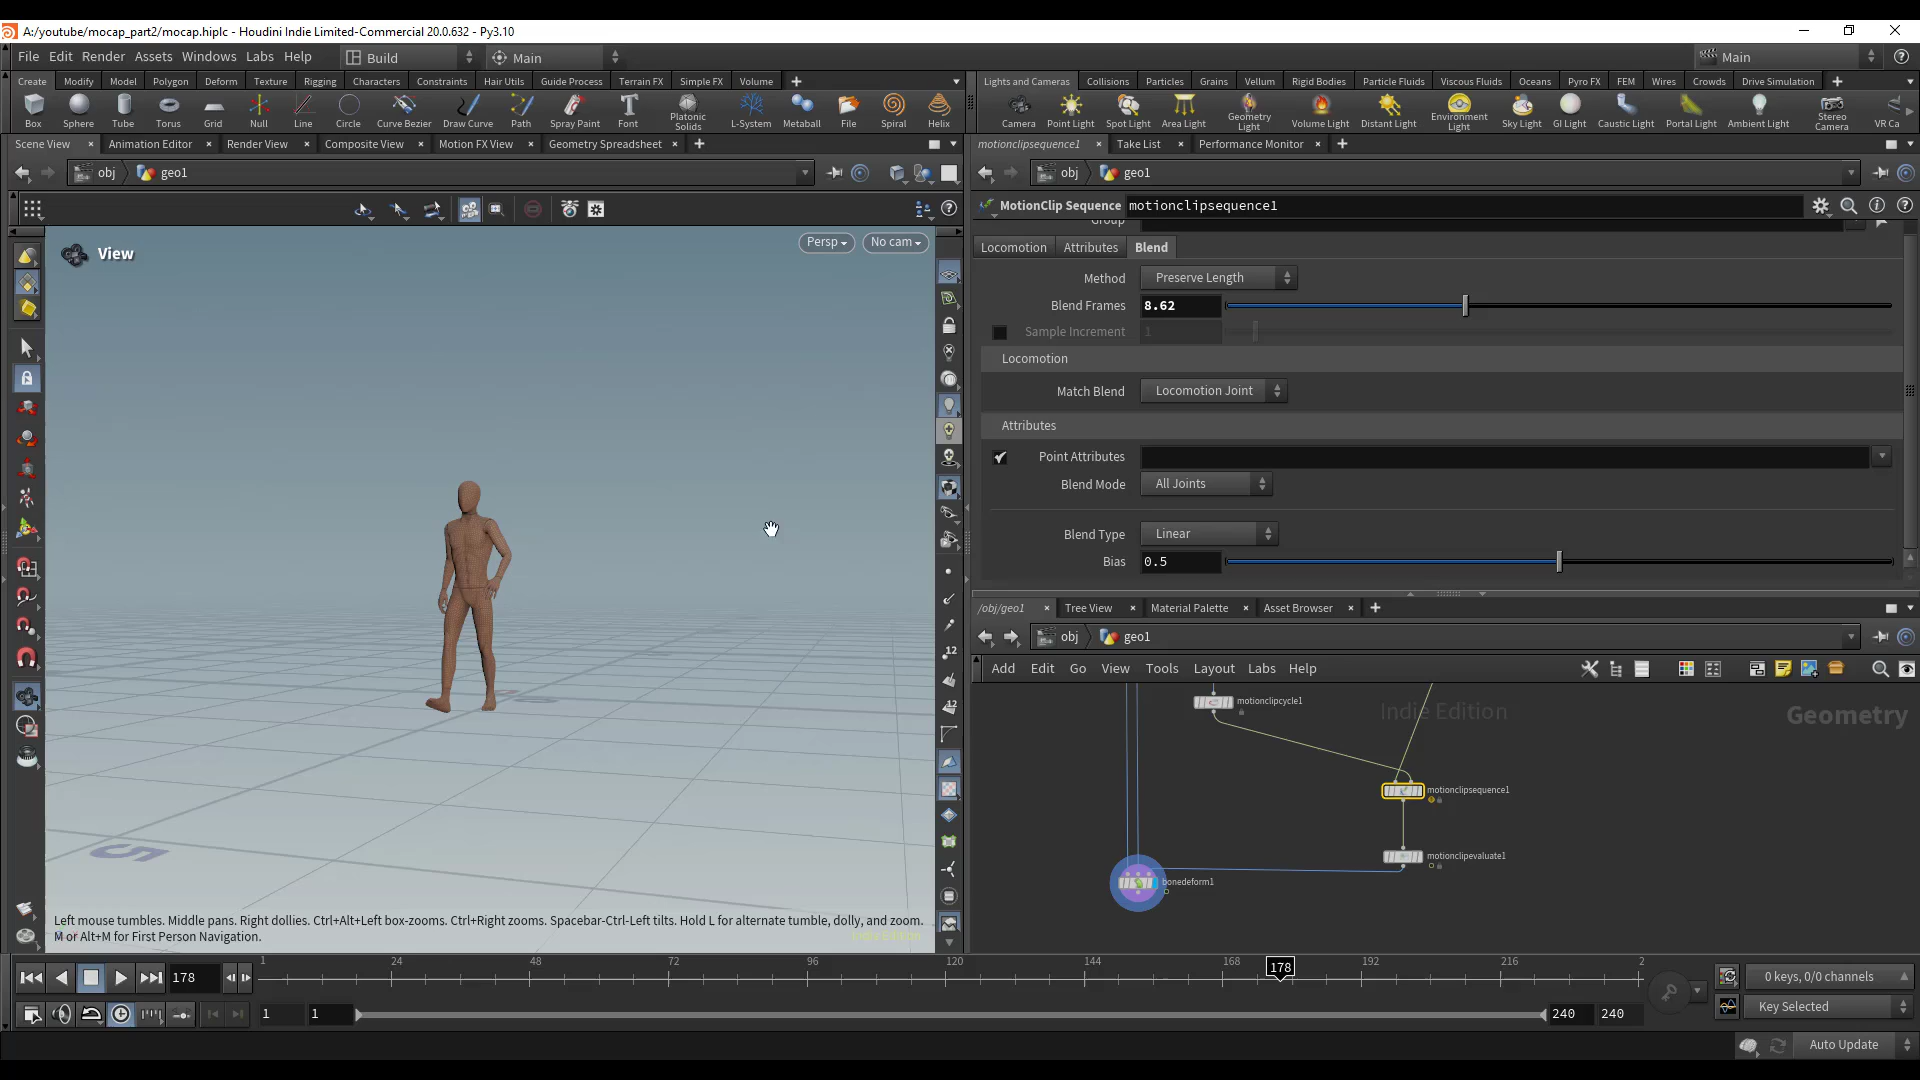 A:/youtube/mocap_part2/mocap.hiplc - Houdini Indie Limited-Commercial 20.0.632 - Py3.10
File Edit Render Assets Windows Labs Help Build Main Main
Create Modify Model Polygon Deform Texture Rigging Characters Constraints Hair Utils Guide Process Terrain FX Simple FX Volume
Lights and Cameras Collisions Particles Grains Vellum Rigid Bodies Particle Fluids Viscous Fluids Oceans Pyro FX FEM Wires Crowds Drive Simulation
Box Sphere Tube Torus Grid Null Line Circle Curve Bezier Draw Curve Path Spray Paint Font Platonic Solids L-System Metaball File Spiral Helix
Camera Point Light Spot Light Area Light Geometry Light Volume Light Distant Light Environment Light Sky Light GI Light Caustic Light Portal Light Ambient Light Stereo Camera VR Ca
Scene View Animation Editor Render View Composite View Motion FX View Geometry Spreadsheet
motionclipsequence1 Take List Performance Monitor
obj geo1
obj geo1
MotionClip Sequence motionclipsequence1
View
Persp No cam
Group
Locomotion Attributes Blend
Method Preserve Length
Blend Frames 8.62
Sample Increment 1
Locomotion
Match Blend Locomotion Joint
Attributes
Point Attributes
Blend Mode All Joints
Blend Type Linear
Bias 0.5
/obj/geo1 Tree View Material Palette Asset Browser
obj geo1
Add Edit Go View Tools Layout Labs Help
motionclipcycle1
Indie Edition
Geometry
motionclipsequence1
motionclipevaluate1
bonedeform1
12
12
5
Left mouse tumbles. Middle pans. Right dollies. Ctrl+Alt+Left box-zooms. Ctrl+Right zooms. Spacebar-Ctrl-Left tilts. Hold L for alternate tumble, dolly, and zoom.
M or Alt+M for First Person Navigation.
Indie Edition
178
1 24 48 72 96 120 144 168 178 192 216 2
0 keys, 0/0 channels
1 1 240 240
Key Selected
Auto Update